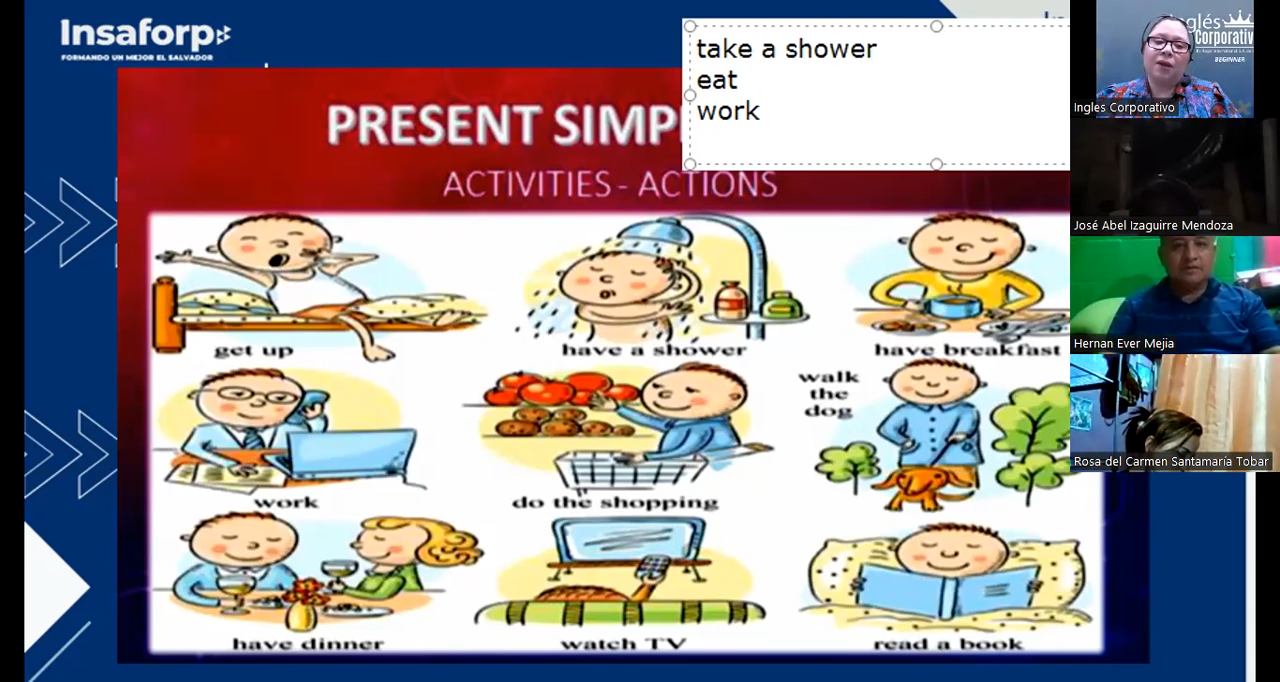 Insaforp
FORMANDO UN MEJOR EL SALVADOR
take a shower
eat
work
PRESENT SIMP
ACTIVITIES - ACTIONS
get up
have a shower
have breakfast
work
do the shopping
walk
the
dog
have dinner
watch TV
read a book
Inglés
Corporativo
BEGINNER
Ingles Corporativo
José Abel Izaguirre Mendoza
Hernan Ever Mejia
Rosa del Carmen Santamaría Tobar